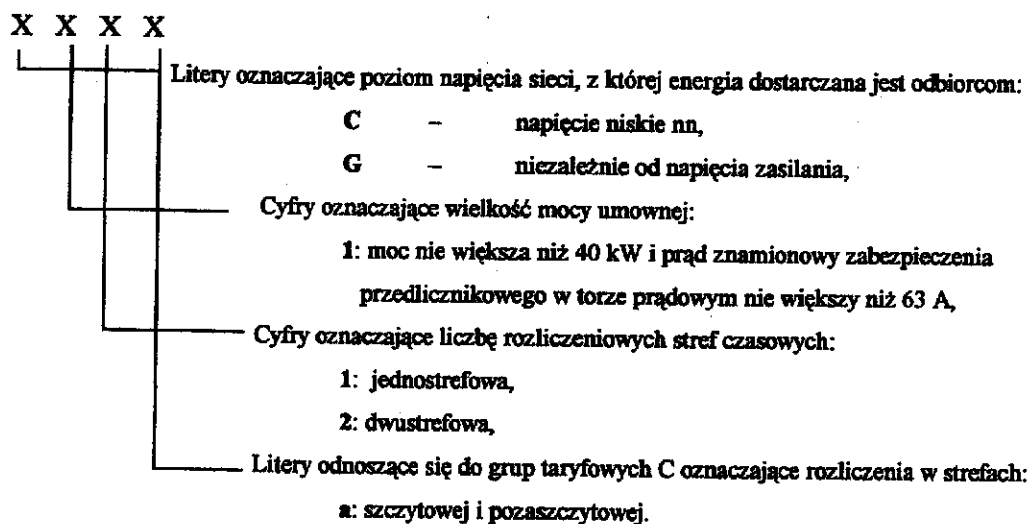 X X X X
Litery oznaczające poziom napięcia sieci, z której energia dostarczana jest odbiorcom:
C – napięcie niskie nn,
G – niezależnie od napięcia zasilania,
Cyfry oznaczające wielkość mocy umownej:
1: moc nie większa niż 40 kW i prąd znamionowy zabezpieczenia
przedlicznikowego w torze prądowym nie większy niż 63 A,
Cyfry oznaczające liczbę rozliczeniowych stref czasowych:
1: jednostrefowa,
2: dwustrefowa,
Litery odnoszące się do grup taryfowych C oznaczające rozliczenia w strefach:
a: szczytowej i pozaszczytowej.